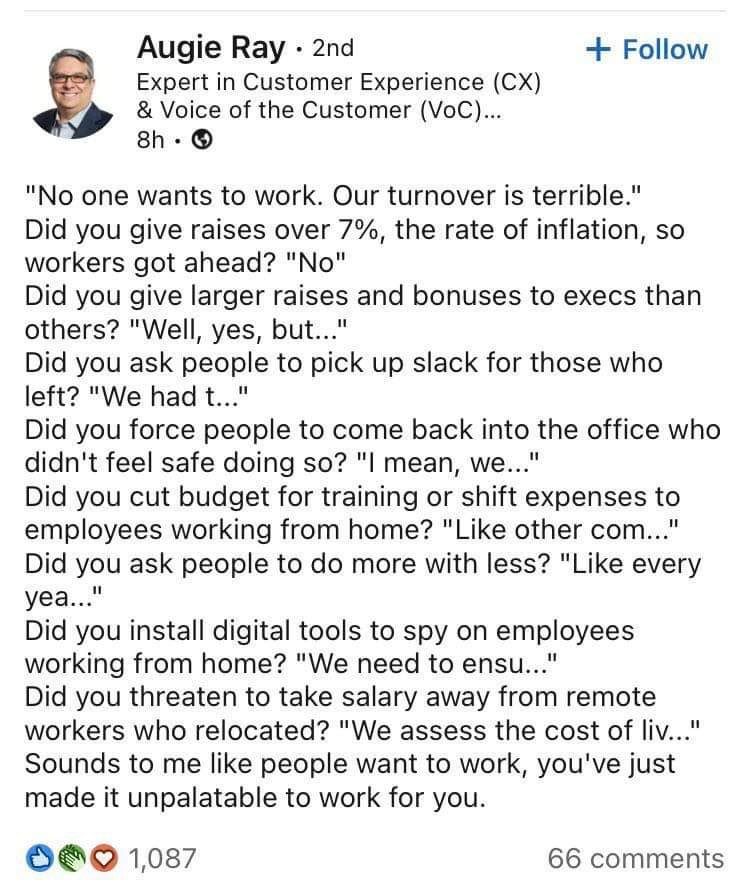 Augie Ray • 2nd
+ Follow
Expert in Customer Experience (CX)
& Voice of the Customer (VoC)...
8h •
"No one wants to work. Our turnover is terrible."
Did you give raises over 7%, the rate of inflation, so
workers got ahead? "No"
Did you give larger raises and bonuses to execs than
others? "Well, yes, but..."
Did you ask people to pick up slack for those who
left? "We had t..."
Did you force people to come back into the office who
didn't feel safe doing so? "I mean, we..."
Did you cut budget for training or shift expenses to
employees working from home? "Like other com..."
Did you ask people to do more with less? "Like every
yea..."
Did you install digital tools to spy on employees
working from home? "We need to ensu..."
Did you threaten to take salary away from remote
workers who relocated? "We assess the cost of liv..."
Sounds to me like people want to work, you've just
made it unpalatable to work for you.
1,087
66 comments